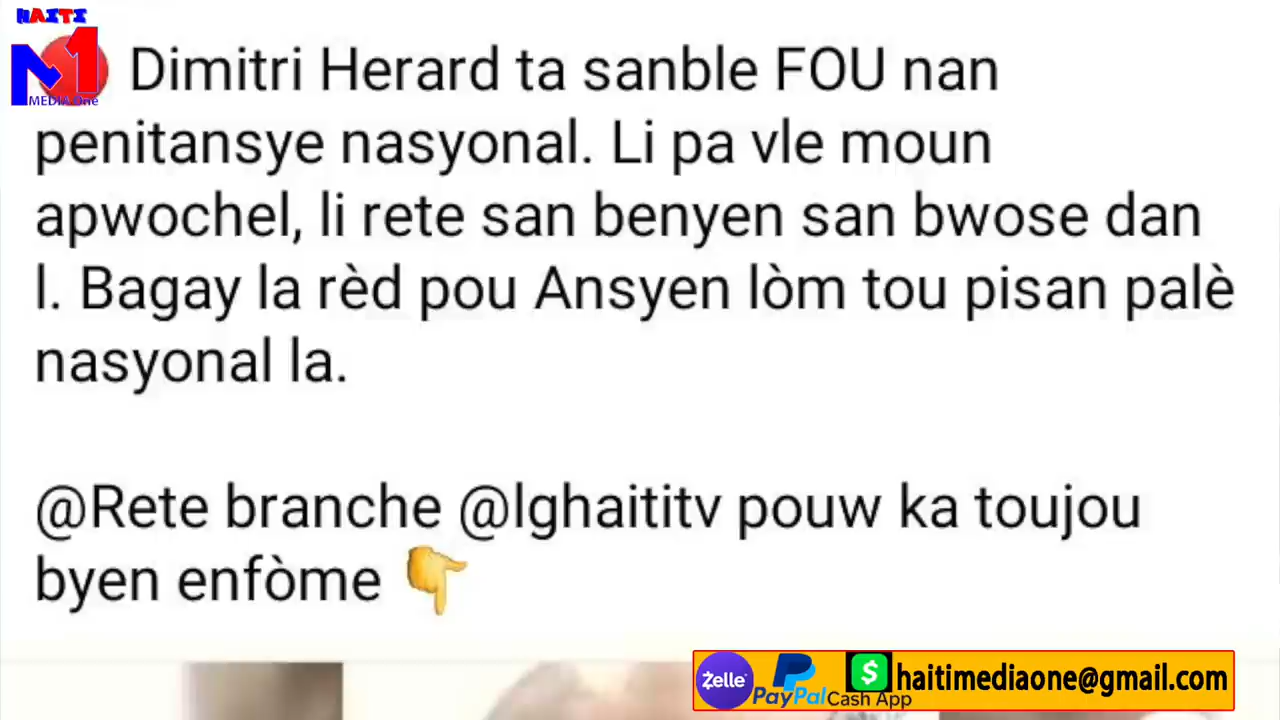 HAITI
M1
MEDIA One
Dimitri Herard ta sanble FOU nan
penitansye nasyonal. Li pa vle moun
apwochel, li rete san benyen san bwose dan
l. Bagay la rèd pou Ansyen lòm tou pisan palè
nasyonal la.
@Rete branche @lghaititv pouw ka toujou
byen enfòme 👇
Zelle PayPal $ Cash App haitimediaone@gmail.com